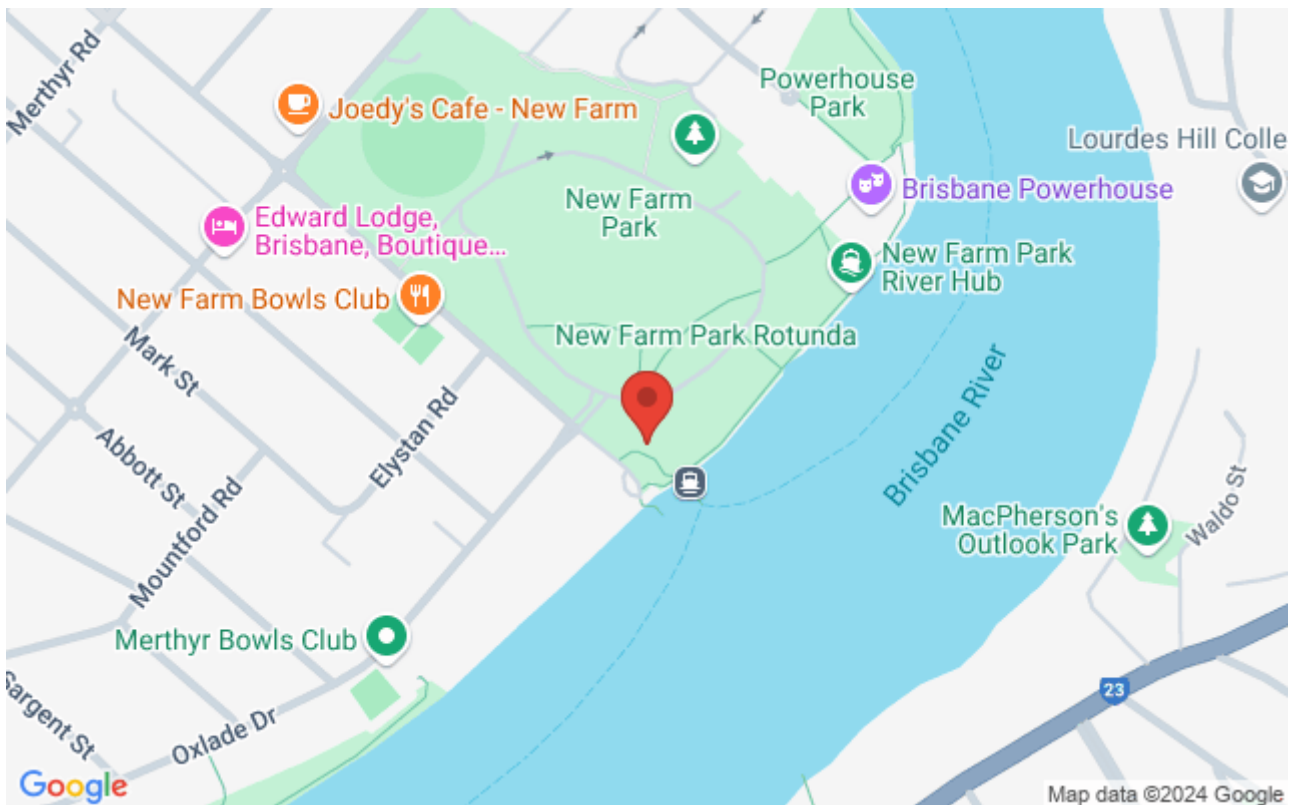 Merthyr Rd
Joedy's Cafe - New Farm
Powerhouse
Park
Lourdes Hill Colle
Brisbane Powerhouse
New Farm
Park
Edward Lodge,
Brisbane, Boutique...
New Farm Park
River Hub
New Farm Bowls Club
New Farm Park Rotunda
Mark St
Elystan Rd
Abbott St
Mountford Rd
Brisbane River
MacPherson's
Outlook Park
Waldo St
Merthyr Bowls Club
23
Sargent St
Oxlade Dr
Google
Map data ©2024 Google